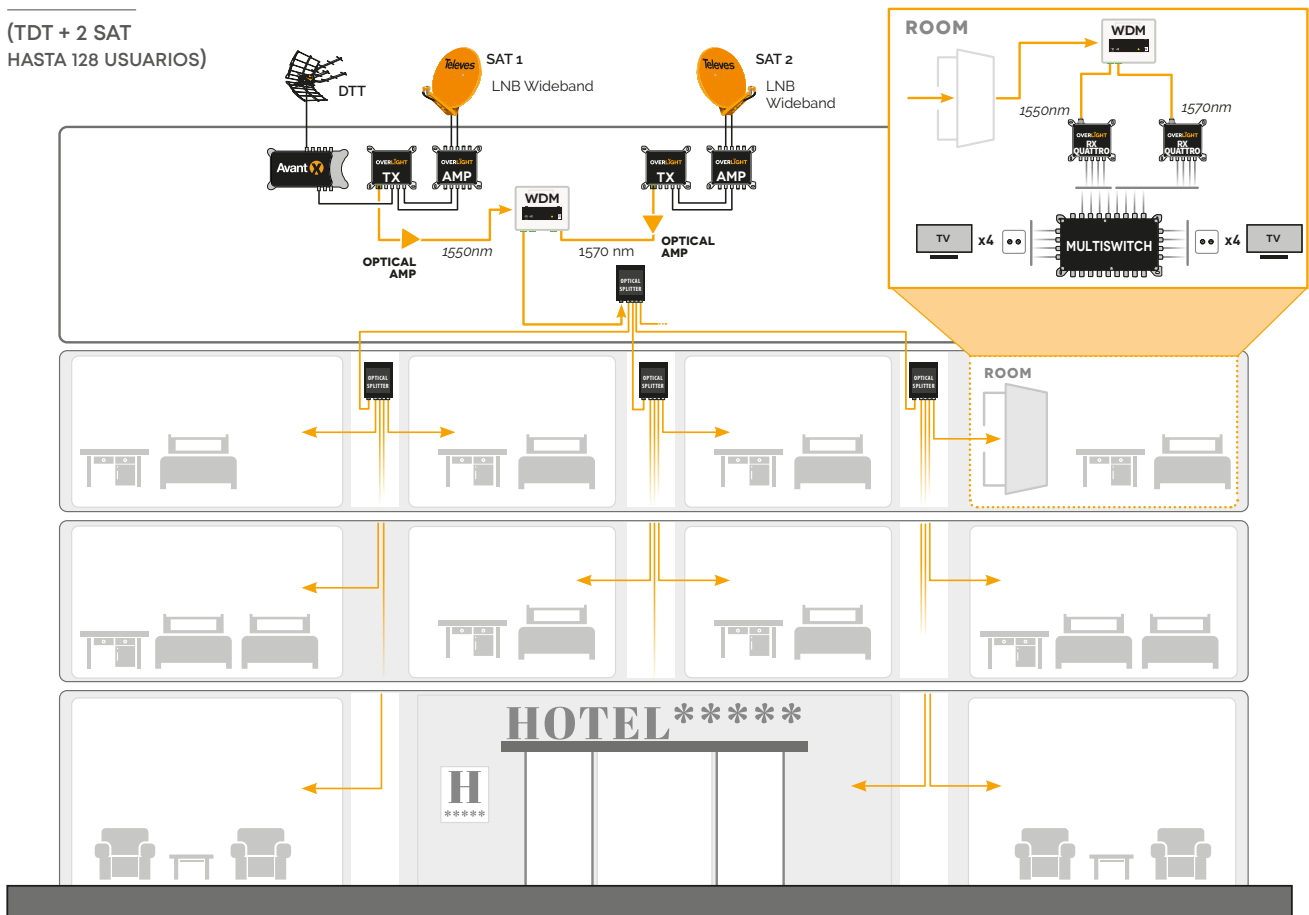 (TDT + 2 SAT
HASTA 128 USUARIOS)
DTT
Televes
SAT 1
LNB Wideband
Televes
SAT 2
LNB
Wideband
Avant X
OVERLIGHT
TX
OVERLIGHT
AMP
OVERLIGHT
TX
OVERLIGHT
AMP
WDM
OPTICAL
AMP
1550nm
1570 nm
OPTICAL
AMP
OPTICAL
SPLITTER
ROOM
WDM
1550nm
1570nm
OVERLIGHT
RX
QUATTRO
OVERLIGHT
RX
QUATTRO
TV
x4
MULTISWITCH
x4
TV
OPTICAL
SPLITTER
OPTICAL
SPLITTER
OPTICAL
SPLITTER
ROOM
HOTEL*****
H
*****